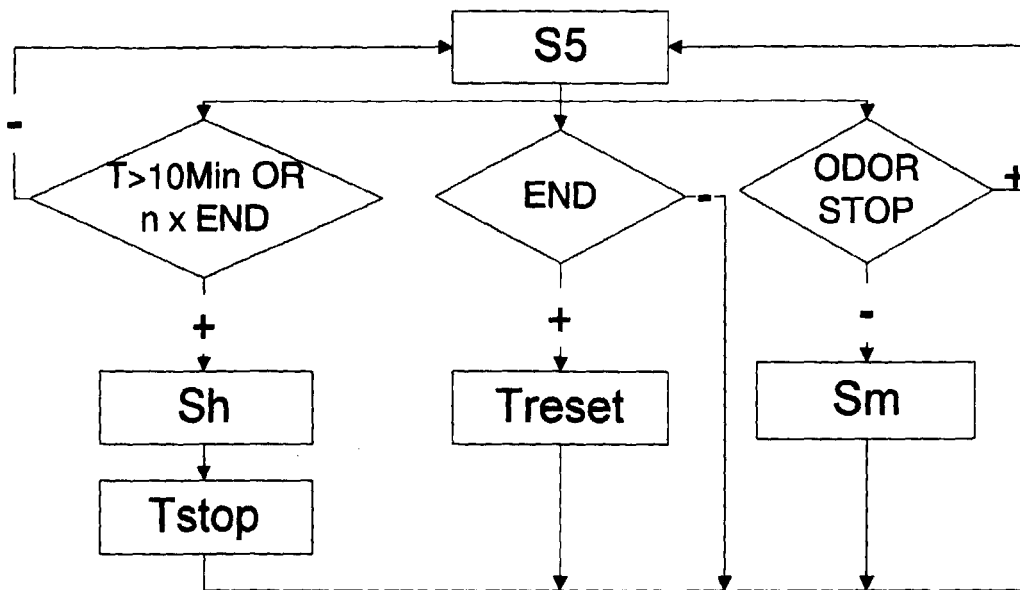 S5
-
T>10Min OR
n x END
END
-
ODOR
STOP
+
+
+
-
Sh
Treset
Sm
Tstop